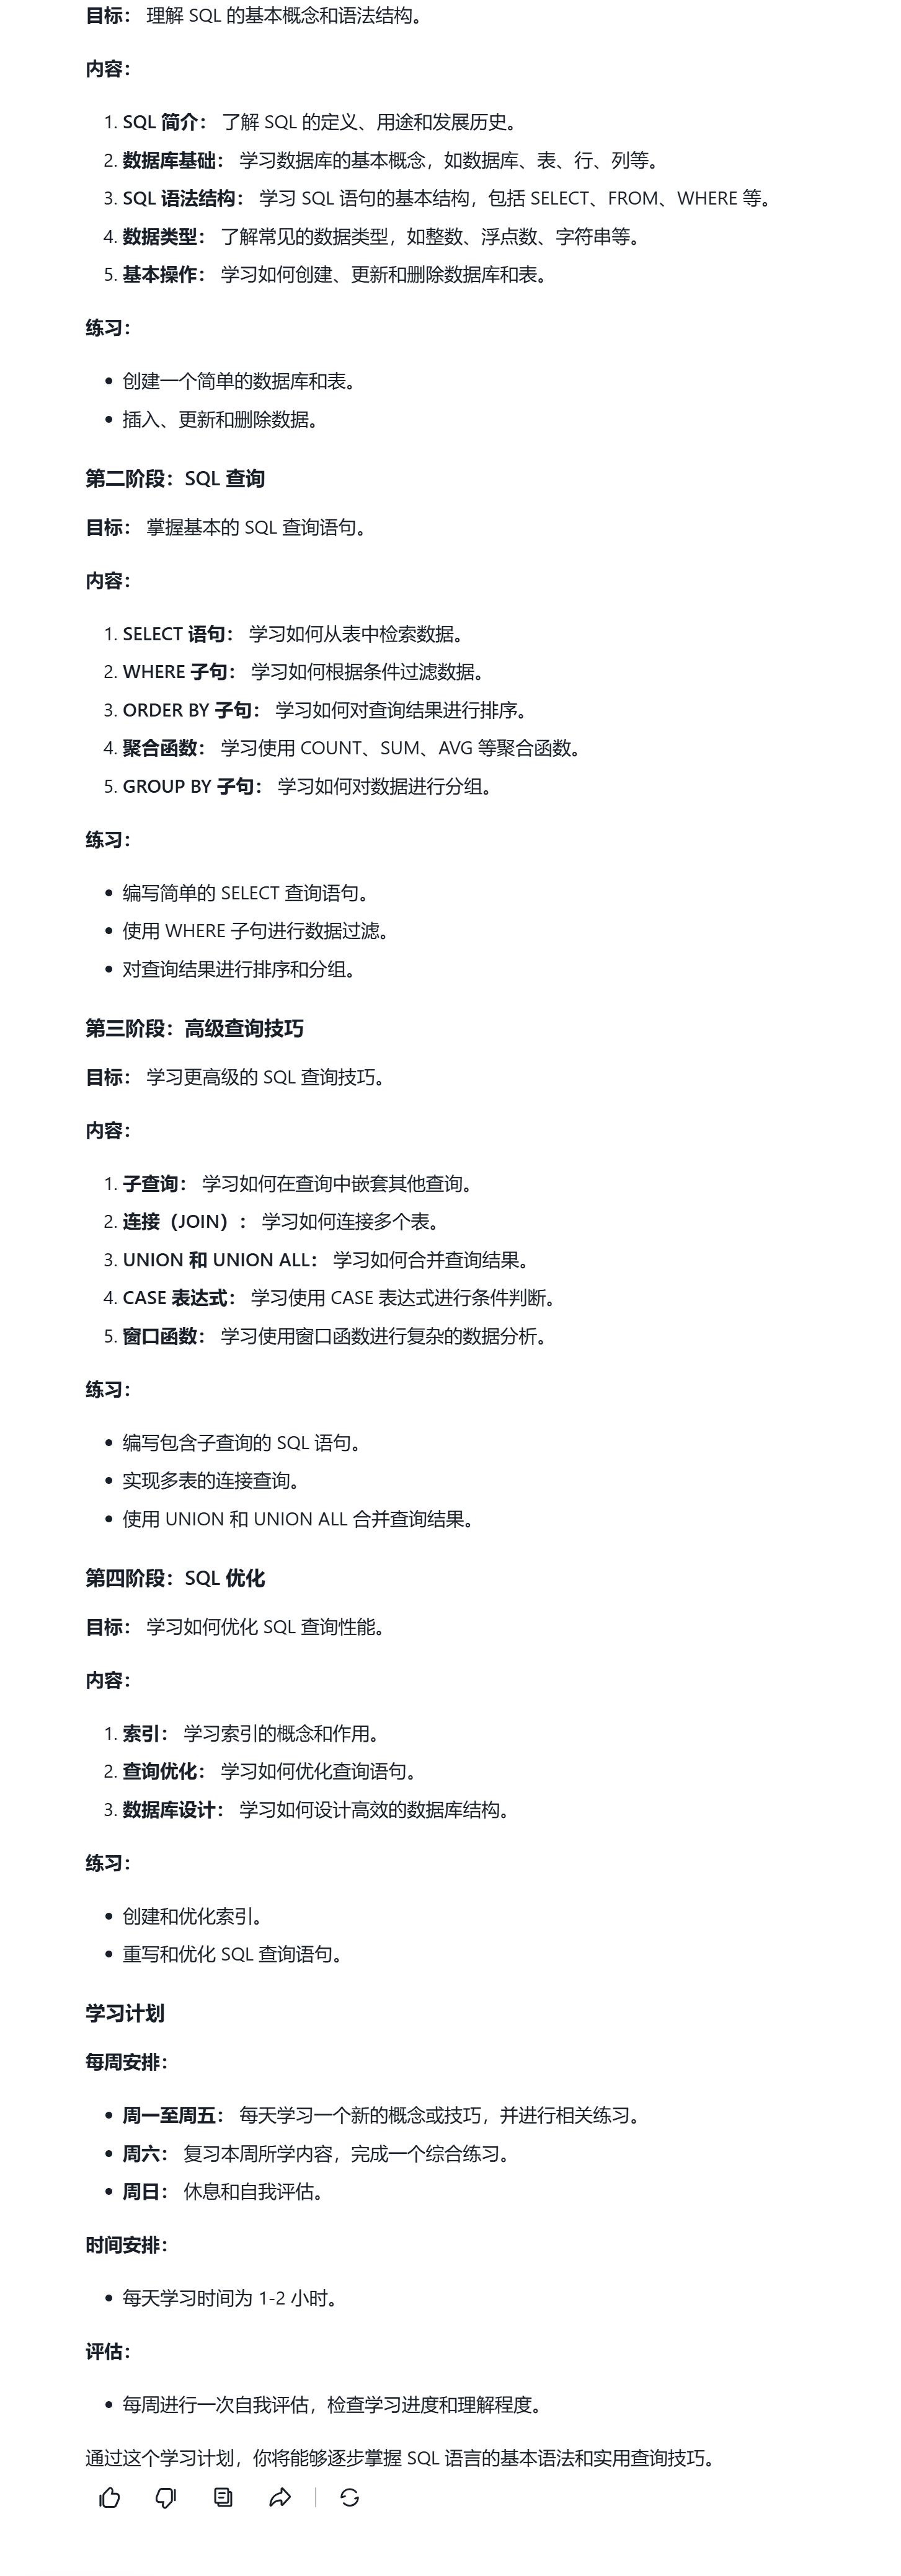 目标： 理解 SQL 的基本概念和语法结构。
内容：
1. SQL 简介： 了解 SQL 的定义、用途和发展历史。
2. 数据库基础： 学习数据库的基本概念，如数据库、表、行、列等。
3. SQL 语法结构： 学习 SQL 语句的基本结构，包括 SELECT、FROM、WHERE 等。
4. 数据类型： 了解常见的数据类型，如整数、浮点数、字符串等。
5. 基本操作： 学习如何创建、更新和删除数据库和表。
练习：
• 创建一个简单的数据库和表。
• 插入、更新和删除数据。
第二阶段：SQL 查询
目标： 掌握基本的 SQL 查询语句。
内容：
1. SELECT 语句： 学习如何从表中检索数据。
2. WHERE 子句： 学习如何根据条件过滤数据。
3. ORDER BY 子句： 学习如何对查询结果进行排序。
4. 聚合函数： 学习使用 COUNT、SUM、AVG 等聚合函数。
5. GROUP BY 子句： 学习如何对数据进行分组。
练习：
• 编写简单的 SELECT 查询语句。
• 使用 WHERE 子句进行数据过滤。
• 对查询结果进行排序和分组。
第三阶段：高级查询技巧
目标： 学习更高级的 SQL 查询技巧。
内容：
1. 子查询： 学习如何在查询中嵌套其他查询。
2. 连接（JOIN）： 学习如何连接多个表。
3. UNION 和 UNION ALL： 学习如何合并查询结果。
4. CASE 表达式： 学习使用 CASE 表达式进行条件判断。
5. 窗口函数： 学习使用窗口函数进行复杂的数据分析。
练习：
• 编写包含子查询的 SQL 语句。
• 实现多表的连接查询。
• 使用 UNION 和 UNION ALL 合并查询结果。
第四阶段：SQL 优化
目标： 学习如何优化 SQL 查询性能。
内容：
1. 索引： 学习索引的概念和作用。
2. 查询优化： 学习如何优化查询语句。
3. 数据库设计： 学习如何设计高效的数据库结构。
练习：
• 创建和优化索引。
• 重写和优化 SQL 查询语句。
学习计划
每周安排：
• 周一至周五： 每天学习一个新的概念或技巧，并进行相关练习。
• 周六： 复习本周所学内容，完成一个综合练习。
• 周日： 休息和自我评估。
时间安排：
• 每天学习时间为 1-2 小时。
评估：
• 每周进行一次自我评估，检查学习进度和理解程度。
通过这个学习计划，你将能够逐步掌握 SQL 语言的基本语法和实用查询技巧。